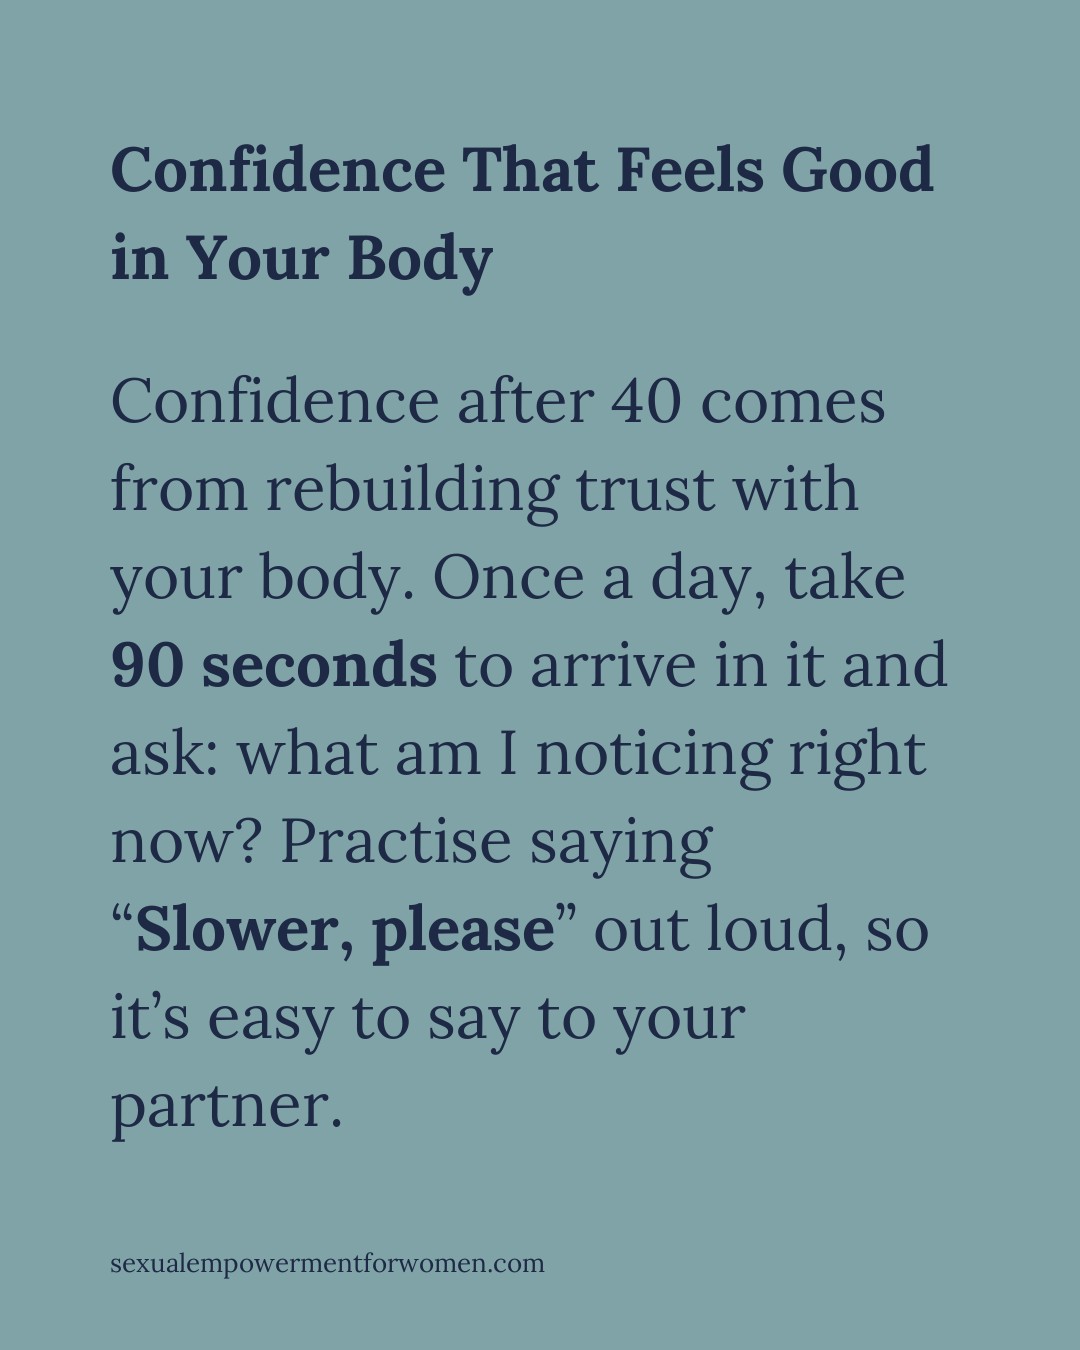 Confidence That Feels Good
in Your Body
Confidence after 40 comes
from rebuilding trust with
your body. Once a day, take
90 seconds to arrive in it and
ask: what am I noticing right
now? Practise saying
“Slower, please” out loud, so
it’s easy to say to your
partner.
sexualempowermentforwomen.com